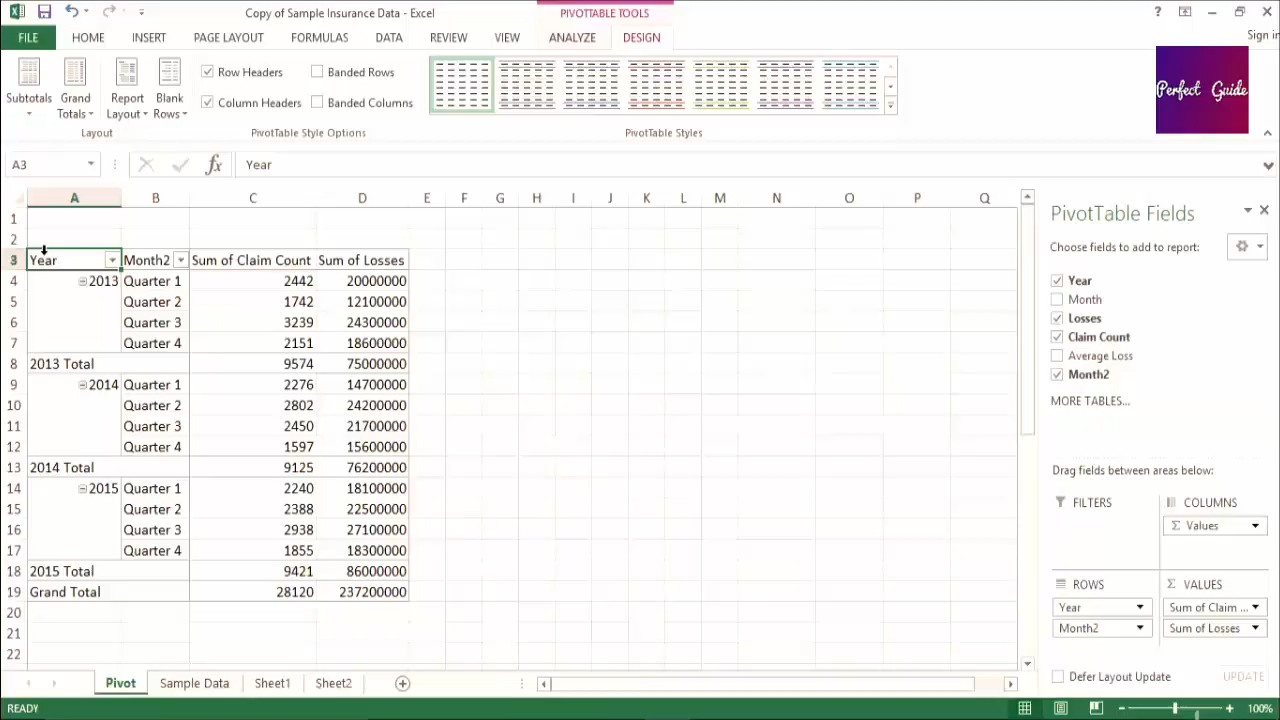 Copy of Sample Insurance Data - Excel
PIVOTTABLE TOOLS
?
FILE HOME INSERT PAGE LAYOUT FORMULAS DATA REVIEW VIEW ANALYZE DESIGN
Sign in
Subtotals
Grand Totals
Report Layout
Blank Rows
Row Headers
Banded Rows
Column Headers
Banded Columns
Perfect Guide
Layout
PivotTable Style Options
PivotTable Styles
A3
fx
Year
A B C D E F G H I J K L M N O P Q
1
2
3 Year Month2 Sum of Claim Count Sum of Losses
4 2013 Quarter 1 2442 20000000
5 Quarter 2 1742 12100000
6 Quarter 3 3239 24300000
7 Quarter 4 2151 18600000
8 2013 Total 9574 75000000
9 2014 Quarter 1 2276 14700000
10 Quarter 2 2802 24200000
11 Quarter 3 2450 21700000
12 Quarter 4 1597 15600000
13 2014 Total 9125 76200000
14 2015 Quarter 1 2240 18100000
15 Quarter 2 2388 22500000
16 Quarter 3 2938 27100000
17 Quarter 4 1855 18300000
18 2015 Total 9421 86000000
19 Grand Total 28120 237200000
20
21
22
PivotTable Fields
Choose fields to add to report:
Year
Month
Losses
Claim Count
Average Loss
Month2
MORE TABLES...
Drag fields between areas below:
FILTERS
COLUMNS
Σ Values
ROWS
Year
Month2
Σ VALUES
Sum of Claim ...
Sum of Losses
Defer Layout Update
UPDATE
Pivot Sample Data Sheet1 Sheet2
READY
100%